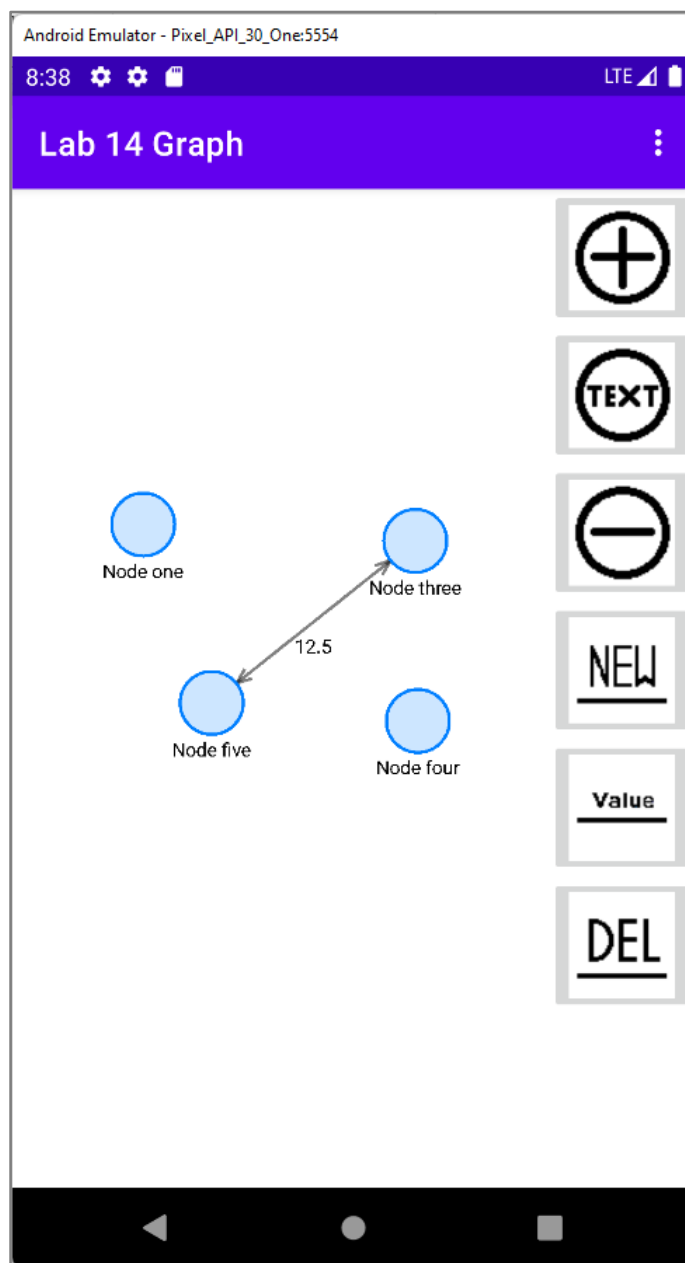 Android Emulator - Pixel_API_30_One:5554
8:38 LTE
Lab 14 Graph
TEXT
Node one
Node three
12.5
NEW
Node five
Node four
Value
DEL